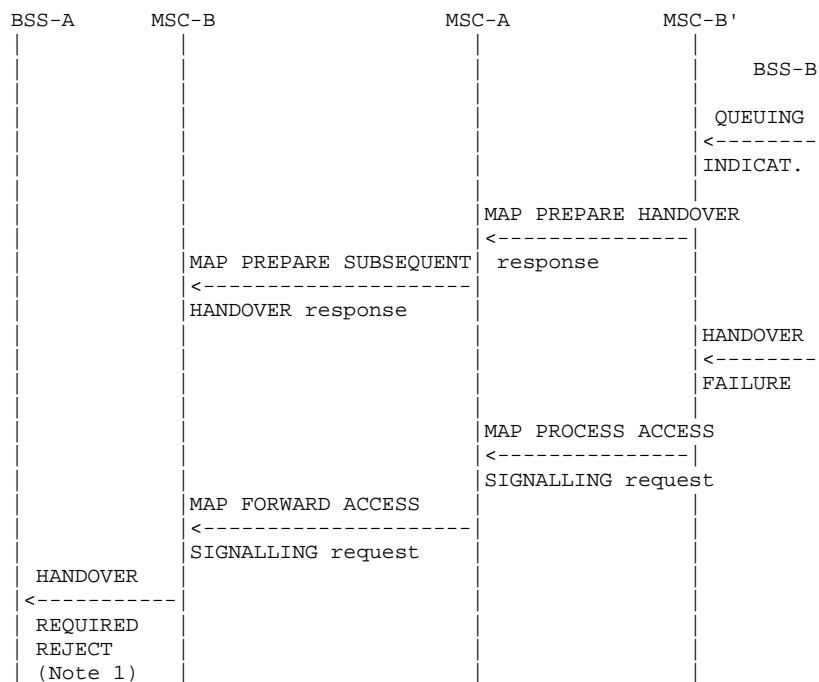 BSS-A MSC-B MSC-A MSC-B'
BSS-B
QUEUING
INDICAT.
MAP PREPARE HANDOVER
MAP PREPARE SUBSEQUENT response
HANDOVER response
HANDOVER
FAILURE
MAP PROCESS ACCESS
SIGNALLING request
MAP FORWARD ACCESS
SIGNALLING request
HANDOVER
REQUIRED
REJECT
(Note 1)